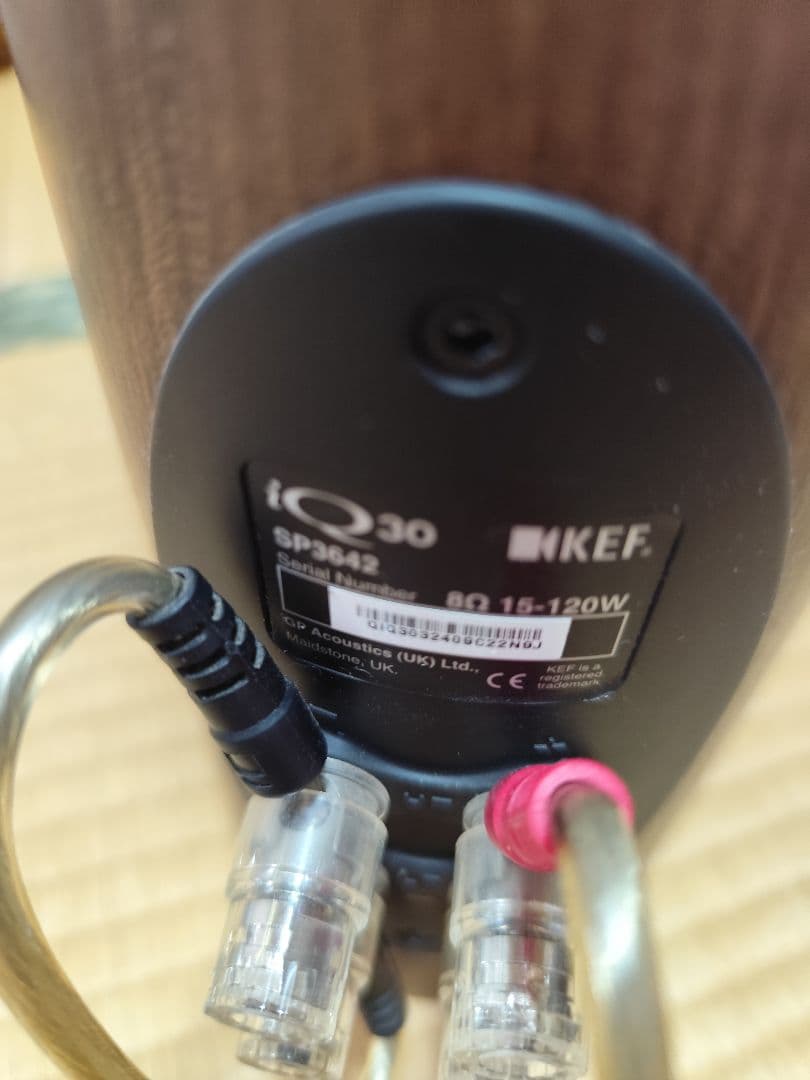 iQ30
KEF®
SP3642
Serial Number
8Ω 15-120W
GP Acoustics (UK) Ltd.,
Maidstone, UK.
CE
KEF is a
registered
trademark.
- +